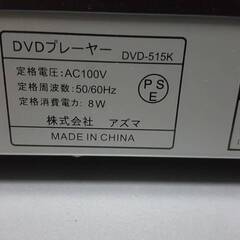 DVDプレーヤー
DVD-515K
定格電圧:AC100V
定格周波数:50/60Hz
定格消費電力:8W
PSE
株式会社 アズマ
MADE IN CHINA